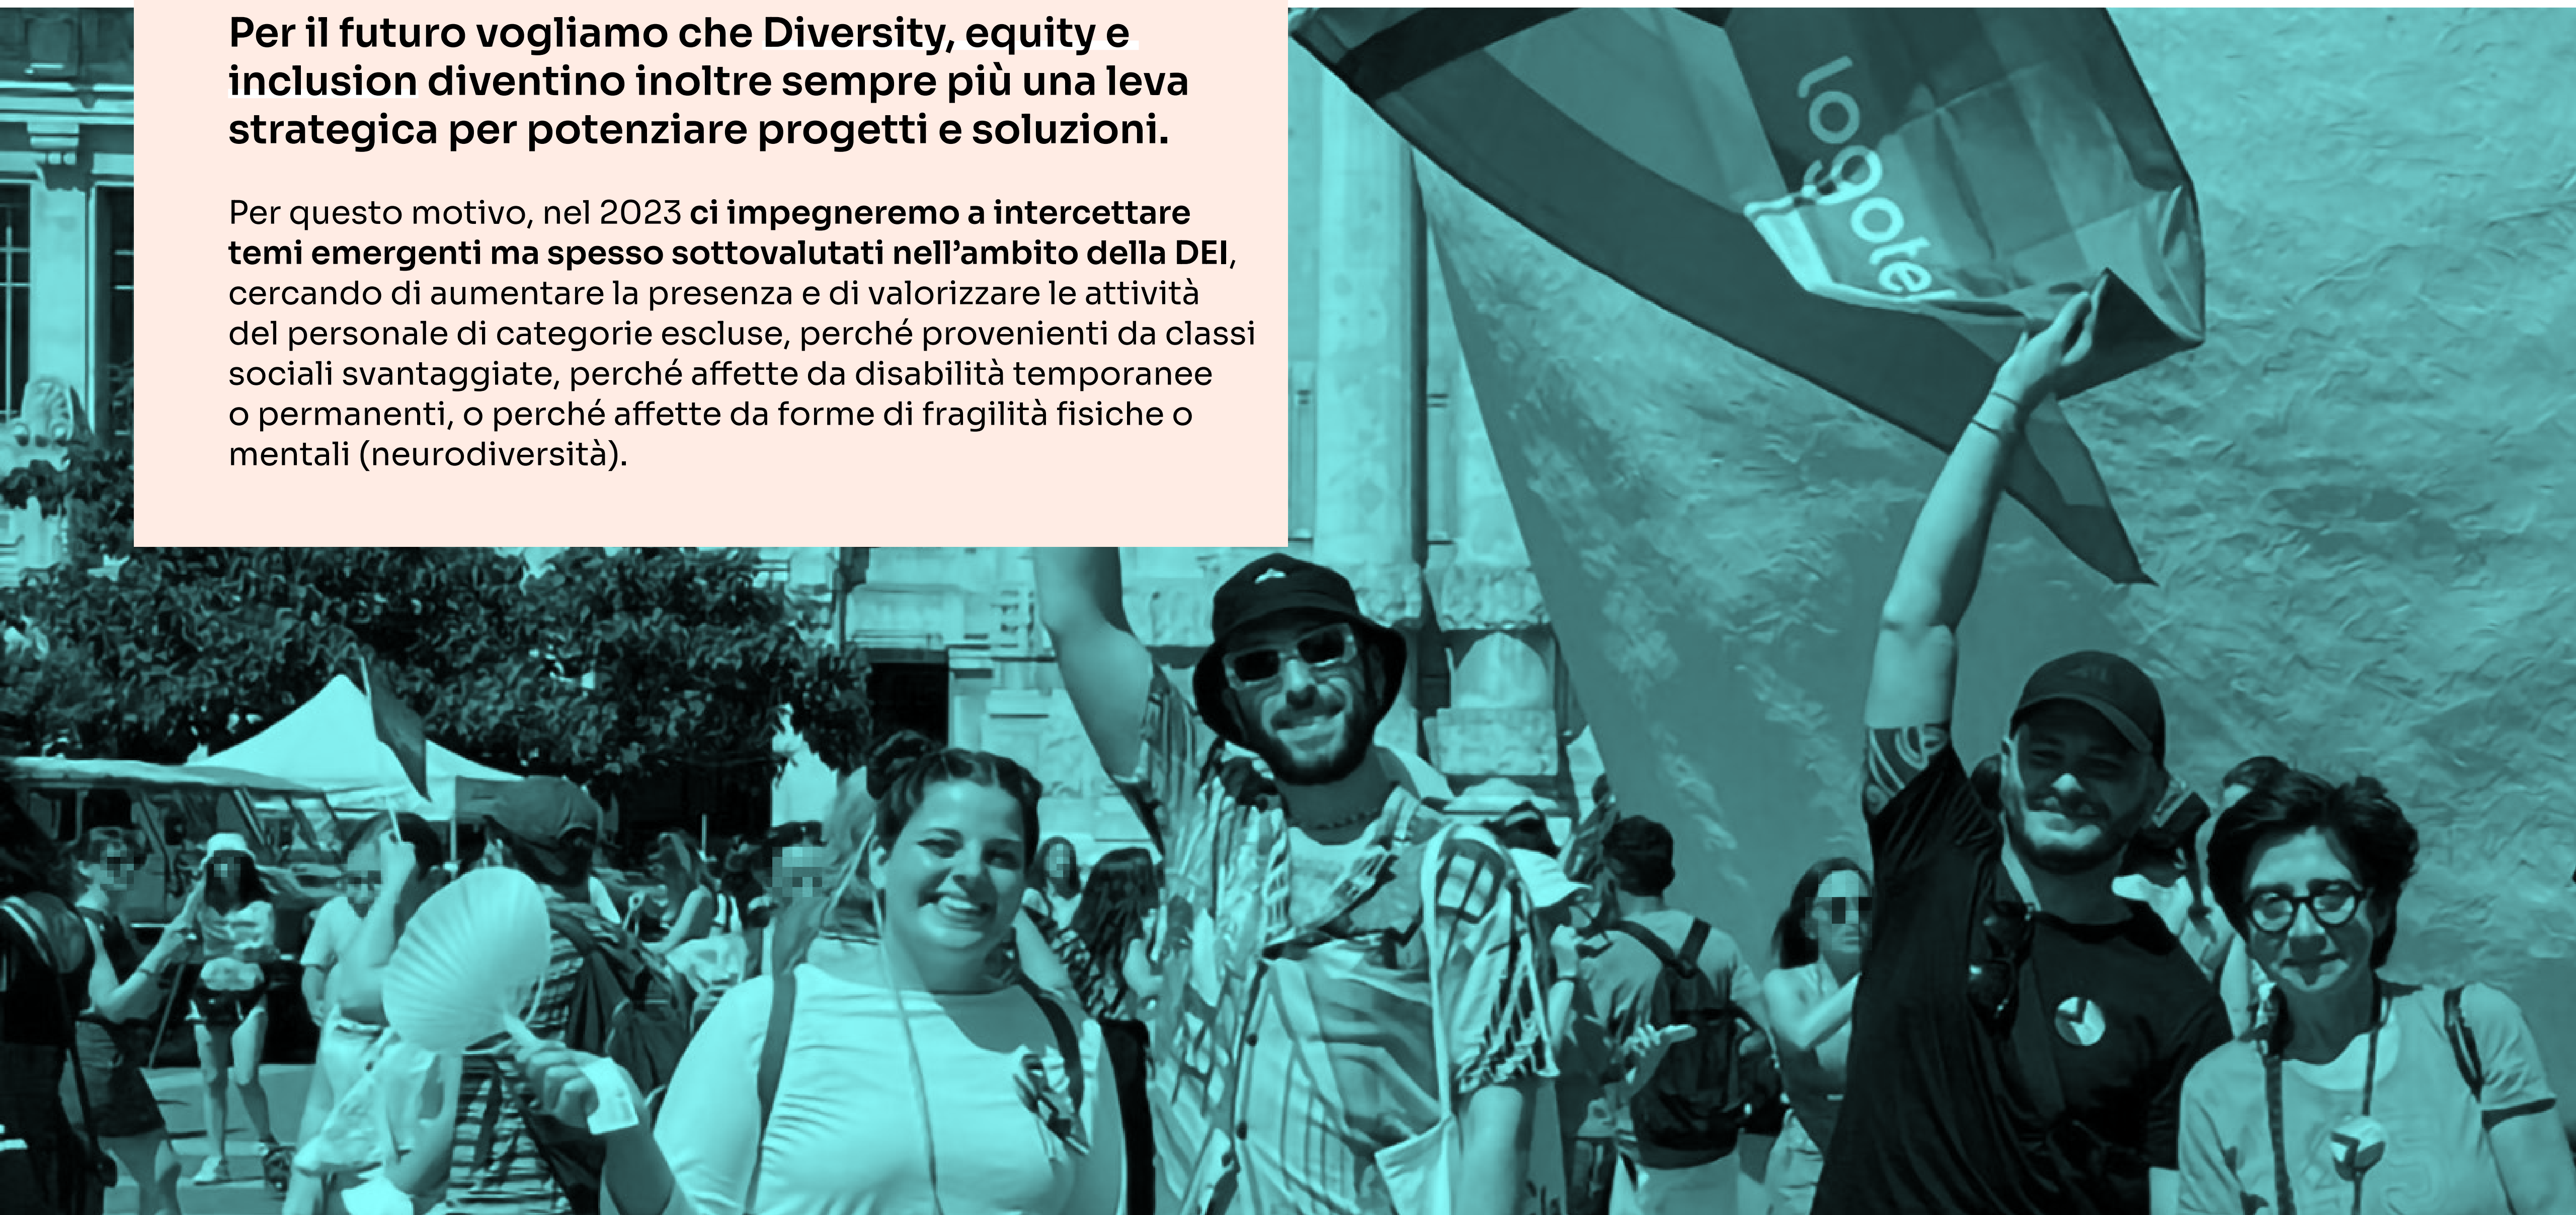 Per il futuro vogliamo che Diversity, equity e
inclusion diventino inoltre sempre più una leva
strategica per potenziare progetti e soluzioni.
Per questo motivo, nel 2023 ci impegneremo a intercettare
temi emergenti ma spesso sottovalutati nell’ambito della DEI,
cercando di aumentare la presenza e di valorizzare le attività
del personale di categorie escluse, perché provenienti da classi
sociali svantaggiate, perché affette da disabilità temporanee
o permanenti, o perché affette da forme di fragilità fisiche o
mentali (neurodiversità).
logotel